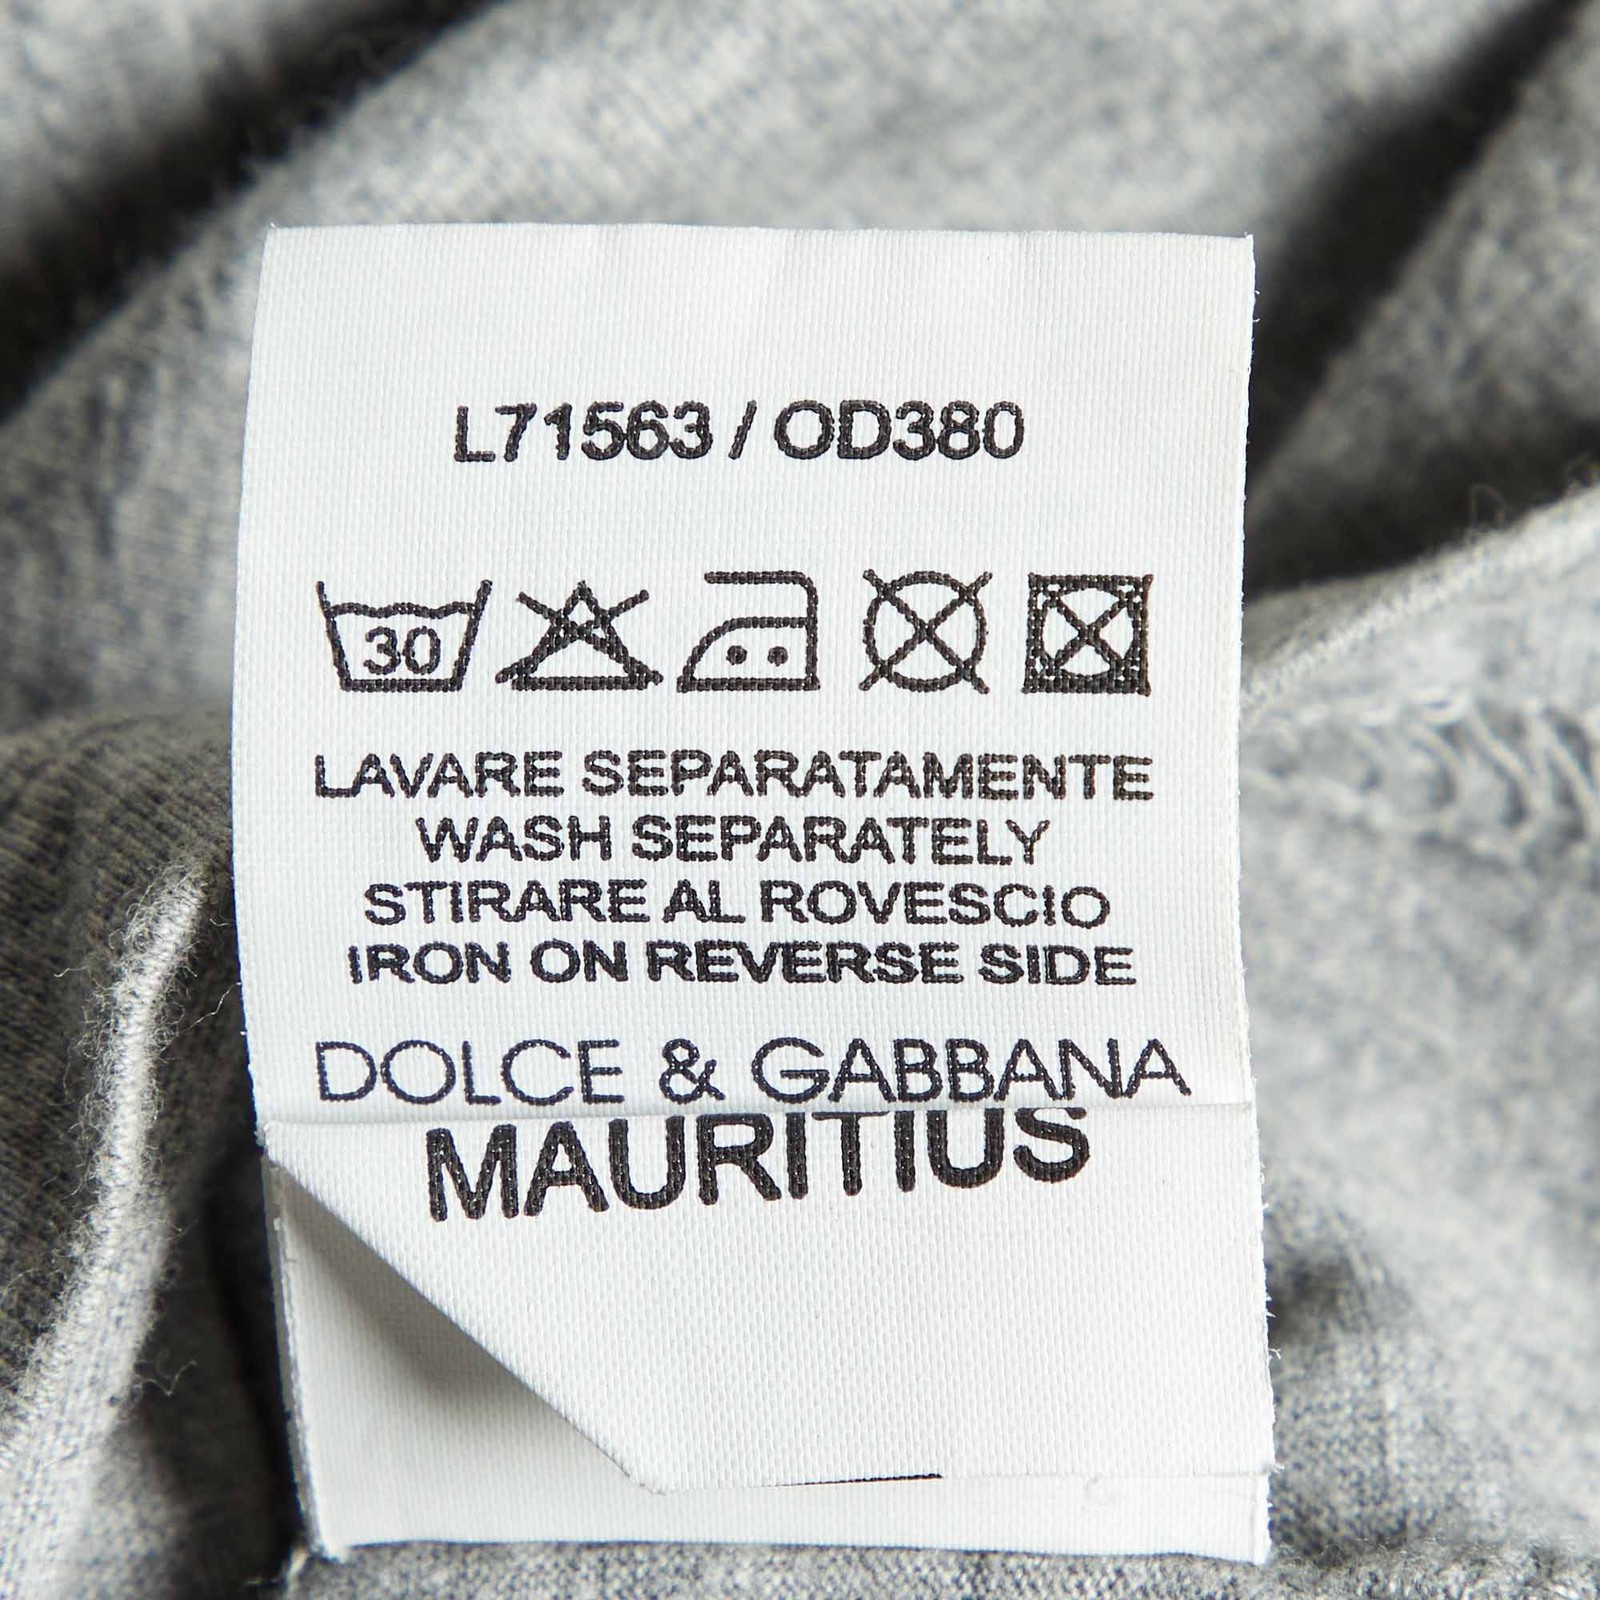 L71563 / OD380
30
LAVARE SEPARATAMENTE
WASH SEPARATELY
STIRARE AL ROVESCIO
IRON ON REVERSE SIDE
DOLCE & GABBANA
MAURITIUS